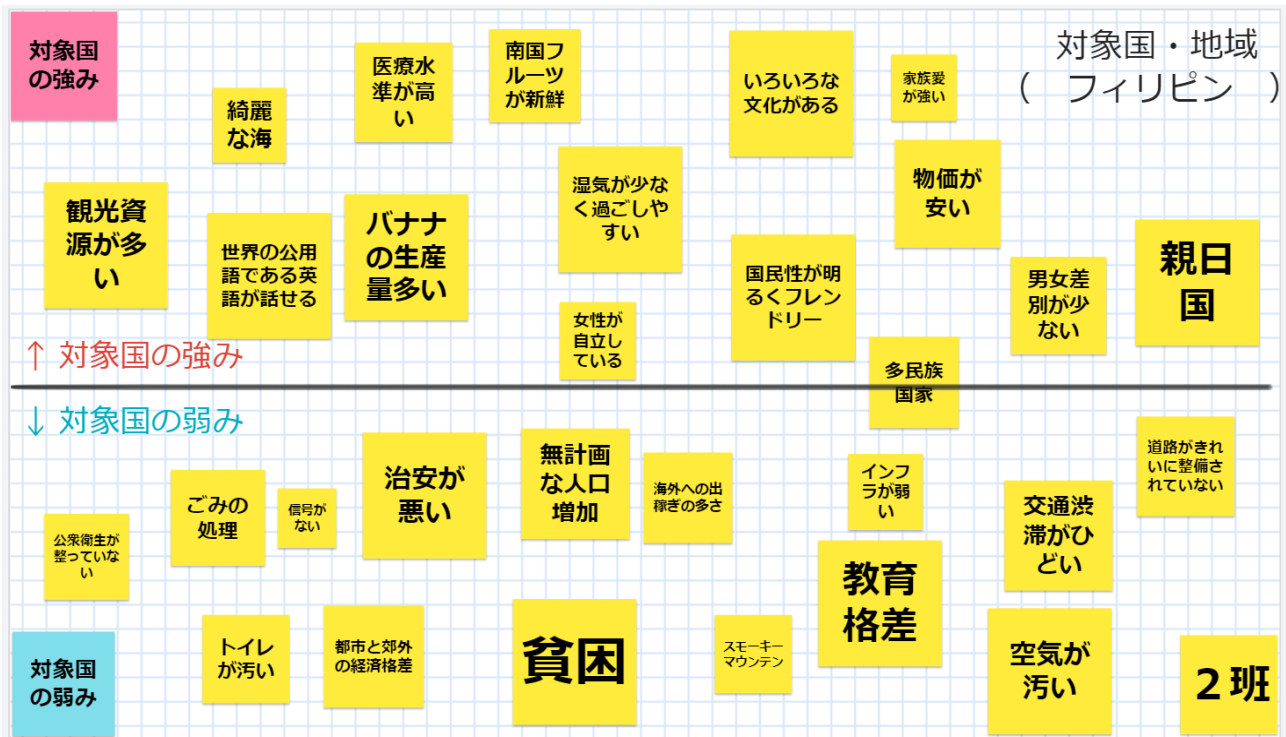 対象国
の強み
綺麗
な海
医療水
準が高
い
南国フ
ルーツ
が新鮮
いろいろな
文化がある
家族愛
が強い
対象国・地域
( フィリピン )
観光資
源が多
い
世界の公用
語である英
語が話せる
バナナ
の生産
量多い
湿気が少な
く過ごしや
すい
物価が
安い
国民性が明
るくフレン
ドリー
男女差
別が少
ない
親日
国
女性が
自立し
ている
多民族
国家
↑ 対象国の強み
↓ 対象国の弱み
公衆衛生が
整っていな
い
ごみの
処理
信号が
ない
治安が
悪い
無計画
な人口
増加
海外への出
稼ぎの多さ
インフ
ラが弱
い
交通渋
滞がひ
どい
道路がきれ
いに整備さ
れていない
対象国
の弱み
トイレ
が汚い
都市と郊外
の経済格差
貧困
スモーキー
マウンテン
教育
格差
空気が
汚い
２班